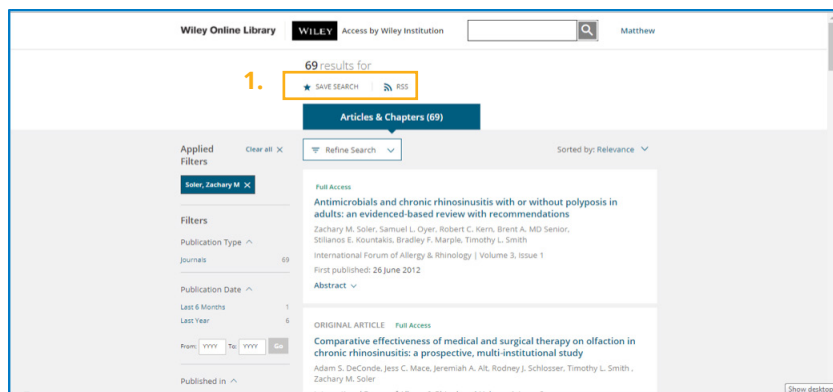 Wiley Online Library WILEY Access by Wiley Institution Matthew
69 results for
1.
SAVE SEARCH RSS
Articles & Chapters (69)
Applied Filters
Clear all X
Soler, Zachary M X
Filters
Publication Type
Journals 69
Publication Date
Last 6 Months 1
Last Year 6
From: YYYY To: YYYY Go
Published in
Refine Search
Sorted by: Relevance
Full Access
Antimicrobials and chronic rhinosinusitis with or without polyposis in
adults: an evidenced-based review with recommendations
Zachary M. Soler, Samuel L. Oyer, Robert C. Kern, Brent A. MD Senior,
Stilianos E. Kountakis, Bradley F. Marple, Timothy L. Smith
International Forum of Allergy & Rhinology | Volume 3, Issue 1
First published: 26 June 2012
Abstract
ORIGINAL ARTICLE Full Access
Comparative effectiveness of medical and surgical therapy on olfaction in
chronic rhinosinusitis: a prospective, multi-institutional study
Adam S. DeConde, Jess C. Mace, Jeremiah A. Alt, Rodney J. Schlosser, Timothy L. Smith ,
Zachary M. Soler
Show desktop